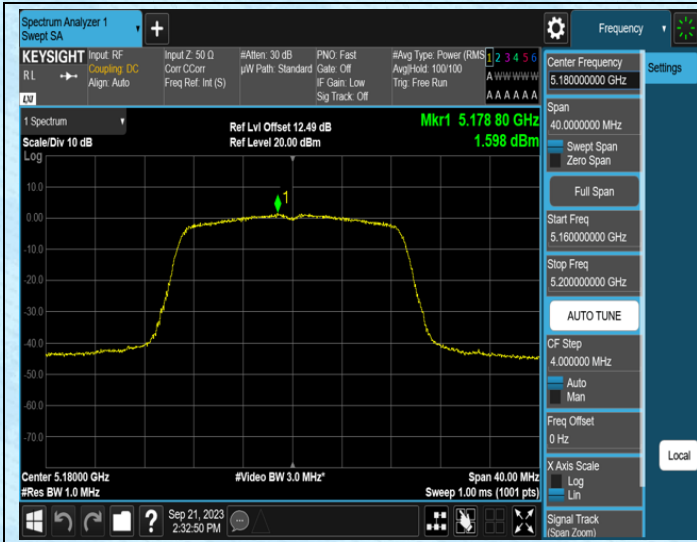 Spectrum Analyzer 1
Swept SA
+
Frequency
KEYSIGHT
RL
Input: RF
Coupling: DC
Align: Auto
Input Z: 50 Ω
Corr CCorr
Freq Ref: Int (S)
#Atten: 30 dB
µW Path: Standard
PNO: Fast
Gate: Off
IF Gain: Low
Sig Track: Off
#Avg Type: Power (RMS
Avg|Hold: 100/100
Trig: Free Run
1 2 3 4 5 6
A W W W W W
A A A A A A
LXI
1 Spectrum
Scale/Div 10 dB
Log
Ref Lvl Offset 12.49 dB
Ref Level 20.00 dBm
Mkr1 5.178 80 GHz
1.598 dBm
1
10.0
0.00
-10.0
-20.0
-30.0
-40.0
-50.0
-60.0
-70.0
Center 5.18000 GHz
#Res BW 1.0 MHz
#Video BW 3.0 MHz*
Span 40.00 MHz
Sweep 1.00 ms (1001 pts)
?
Sep 21, 2023
2:32:50 PM
Center Frequency
5.180000000 GHz
Span
40.0000000 MHz
Swept Span
Zero Span
Full Span
Start Freq
5.160000000 GHz
Stop Freq
5.200000000 GHz
AUTO TUNE
CF Step
4.000000 MHz
Auto
Man
Freq Offset
0 Hz
X Axis Scale
Log
Lin
Signal Track
(Span Zoom)
Settings
Local